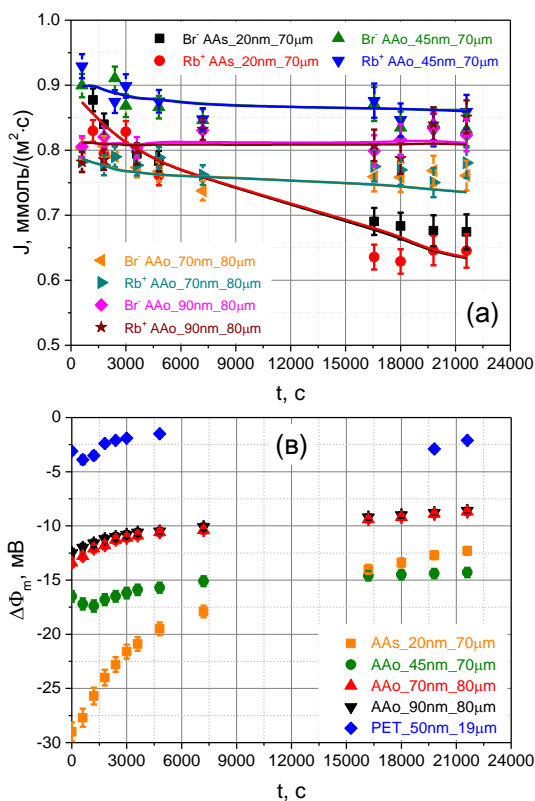 Br⁻ AAs_20nm_70μm
Br⁻ AAo_45nm_70μm
Rb⁺ AAs_20nm_70μm
Rb⁺ AAo_45nm_70μm
1.0
0.9
0.8
0.7
0.6
0.5
J, ммоль/(м²·с)
Br⁻ AAo_70nm_80μm
Rb⁺ AAo_70nm_80μm
Br⁻ AAo_90nm_80μm
Rb⁺ AAo_90nm_80μm
(а)
0 3000 6000 9000 12000 15000 18000 21000 24000
t, с
0
-5
-10
-15
-20
-25
-30
ΔΦm, мВ
(в)
AAs_20nm_70μm
AAo_45nm_70μm
AAo_70nm_80μm
AAo_90nm_80μm
PET_50nm_19μm
0 3000 6000 9000 12000 15000 18000 21000 24000
t, с